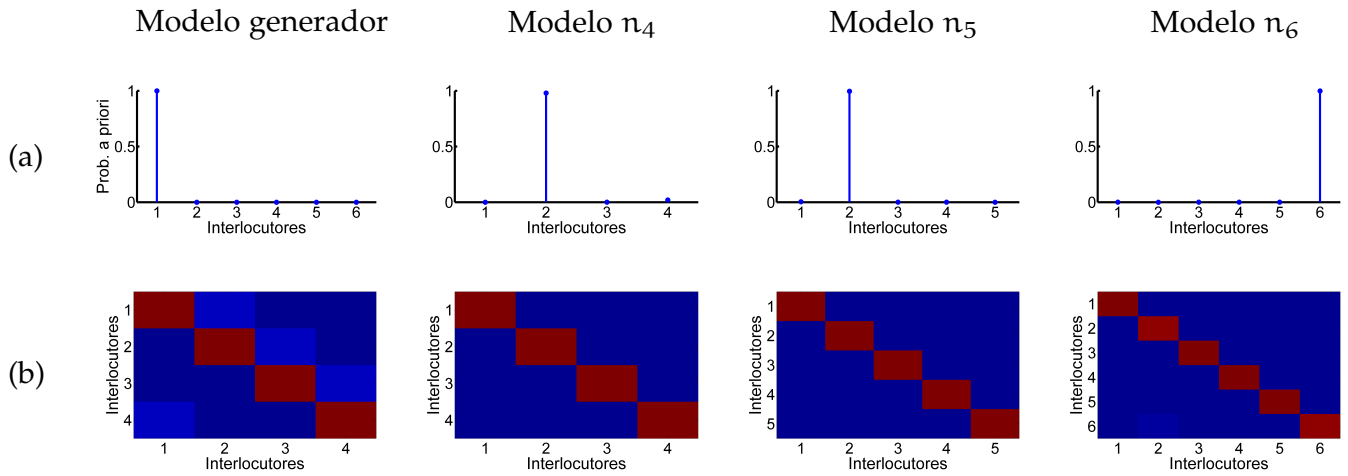 Modelo generador
Modelo n4
Modelo n5
Modelo n6
(a)
Prob. a priori
1
0.5
0
1 2 3 4 5 6
Interlocutores
1
0.5
0
1 2 3 4
Interlocutores
1
0.5
0
1 2 3 4 5
Interlocutores
1
0.5
0
1 2 3 4 5 6
Interlocutores
(b)
Interlocutores
1
2
3
4
1 2 3 4
Interlocutores
Interlocutores
1
2
3
4
1 2 3 4
Interlocutores
Interlocutores
1
2
3
4
5
1 2 3 4 5
Interlocutores
Interlocutores
1
2
3
4
5
6
1 2 3 4 5 6
Interlocutores